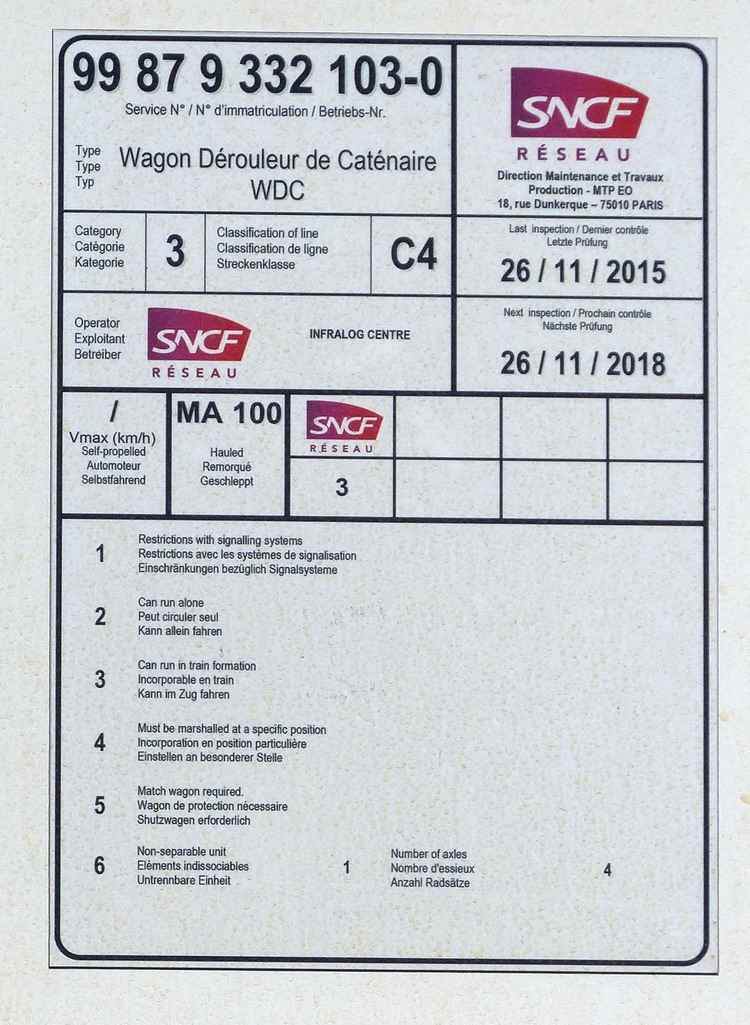 99 87 9 332 103-0
Service N° / N° d'immatriculation / Betriebs-Nr.
Type
Type
Typ
Wagon Dérouleur de Caténaire
WDC
SNCF
RÉSEAU
Direction Maintenance et Travaux
Production - MTP EO
18, rue Dunkerque – 75010 PARIS
Category
Catégorie
Kategorie
3
Classification of line
Classification de ligne
Streckenklasse
C4
Last inspection / Dernier contrôle
Letzte Prüfung
26 / 11 / 2015
Operator
Exploitant
Betreiber
SNCF
RÉSEAU
INFRALOG CENTRE
Next inspection / Prochain contrôle
Nächste Prüfung
26 / 11 / 2018
/
Vmax (km/h)
Self-propelled
Automoteur
Selbstfahrend
MA 100
Hauled
Remorqué
Geschleppt
SNCF
RÉSEAU
3
1
Restrictions with signalling systems
Restrictions avec les systèmes de signalisation
Einschränkungen bezüglich Signalsysteme
2
Can run alone
Peut circuler seul
Kann allein fahren
3
Can run in train formation
Incorporable en train
Kann im Zug fahren
4
Must be marshalled at a specific position
Incorporation en position particulière
Einstellen an besonderer Stelle
5
Match wagon required.
Wagon de protection nécessaire
Shutzwagen erforderlich
6
Non-separable unit
Eléments indissociables
Untrennbare Einheit
1
Number of axles
Nombre d'essieux
Anzahl Radsätze
4